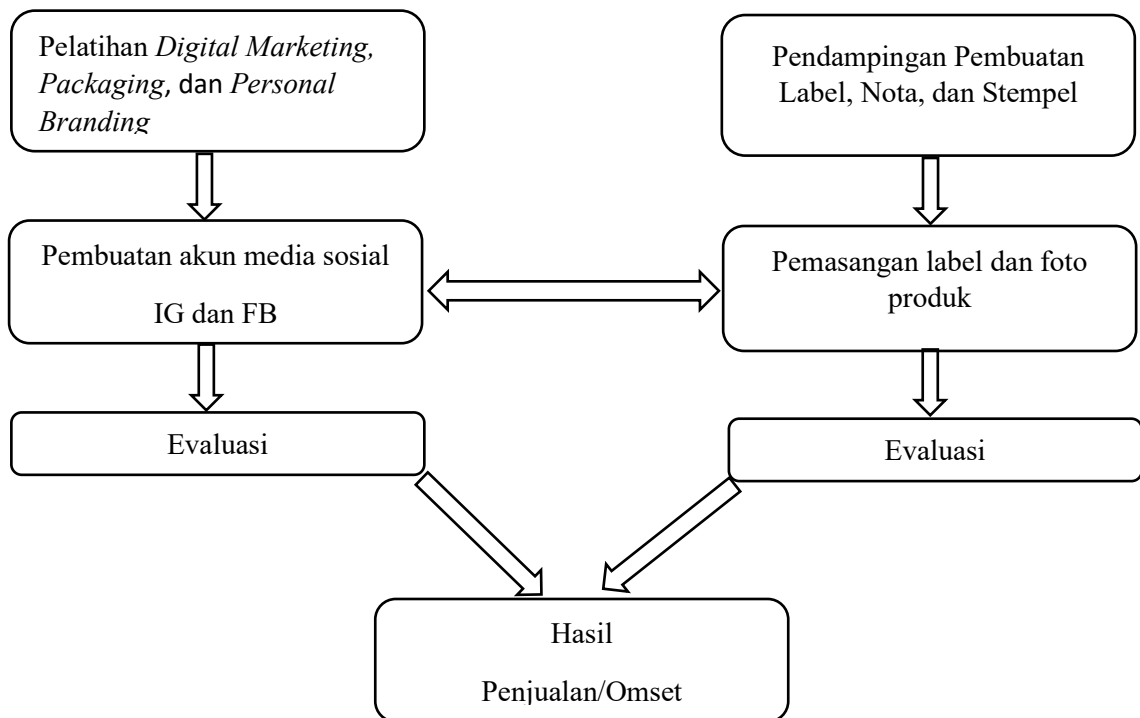 Pelatihan Digital Marketing,
Packaging, dan Personal
Branding
Pendampingan Pembuatan
Label, Nota, dan Stempel
Pembuatan akun media sosial
IG dan FB
Pemasangan label dan foto
produk
Evaluasi
Evaluasi
Hasil
Penjualan/Omset